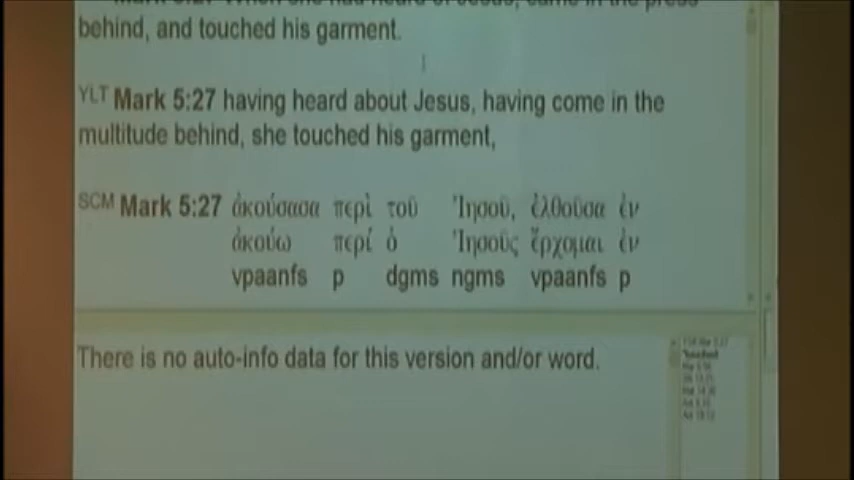 behind, and touched his garment.
YLT Mark 5:27 having heard about Jesus, having come in the
multitude behind, she touched his garment,
SCM Mark 5:27 ἀκούσασα περὶ τοῦ Ἰησοῦ, ἐλθοῦσα ἐν
ἀκούω περί ὁ Ἰησοῦς ἔρχομαι ἐν
vpaanfs p dgms ngms vpaanfs p
There is no auto-info data for this version and/or word.